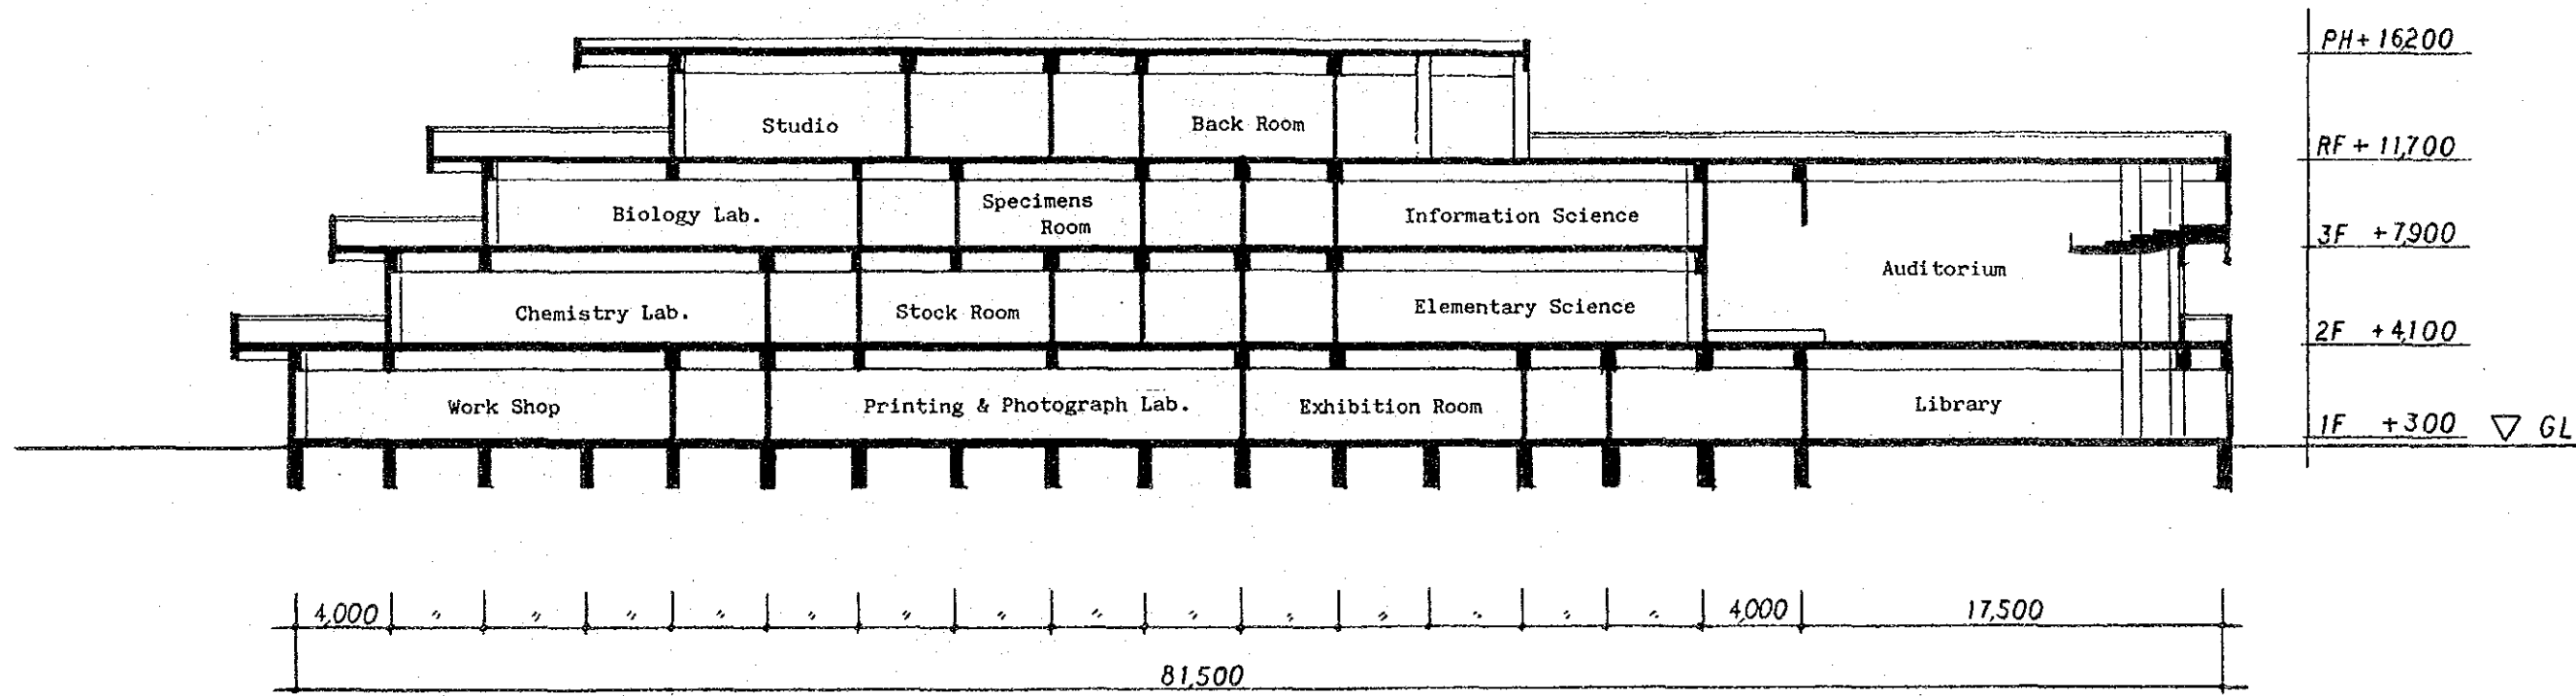 PH+16200
Studio
Back Room
RF + 11,700
Biology Lab.
Specimens
Room
Information Science
3F +7,900
Auditorium
Chemistry Lab.
Stock Room
Elementary Science
2F +4,100
Work Shop
Printing & Photograph Lab.
Exhibition Room
Library
1F +300 ▽ GL
4,000 〃 〃 〃 〃 〃 〃 〃 〃 〃 〃 〃 〃 〃 〃 4,000 17,500
81,500